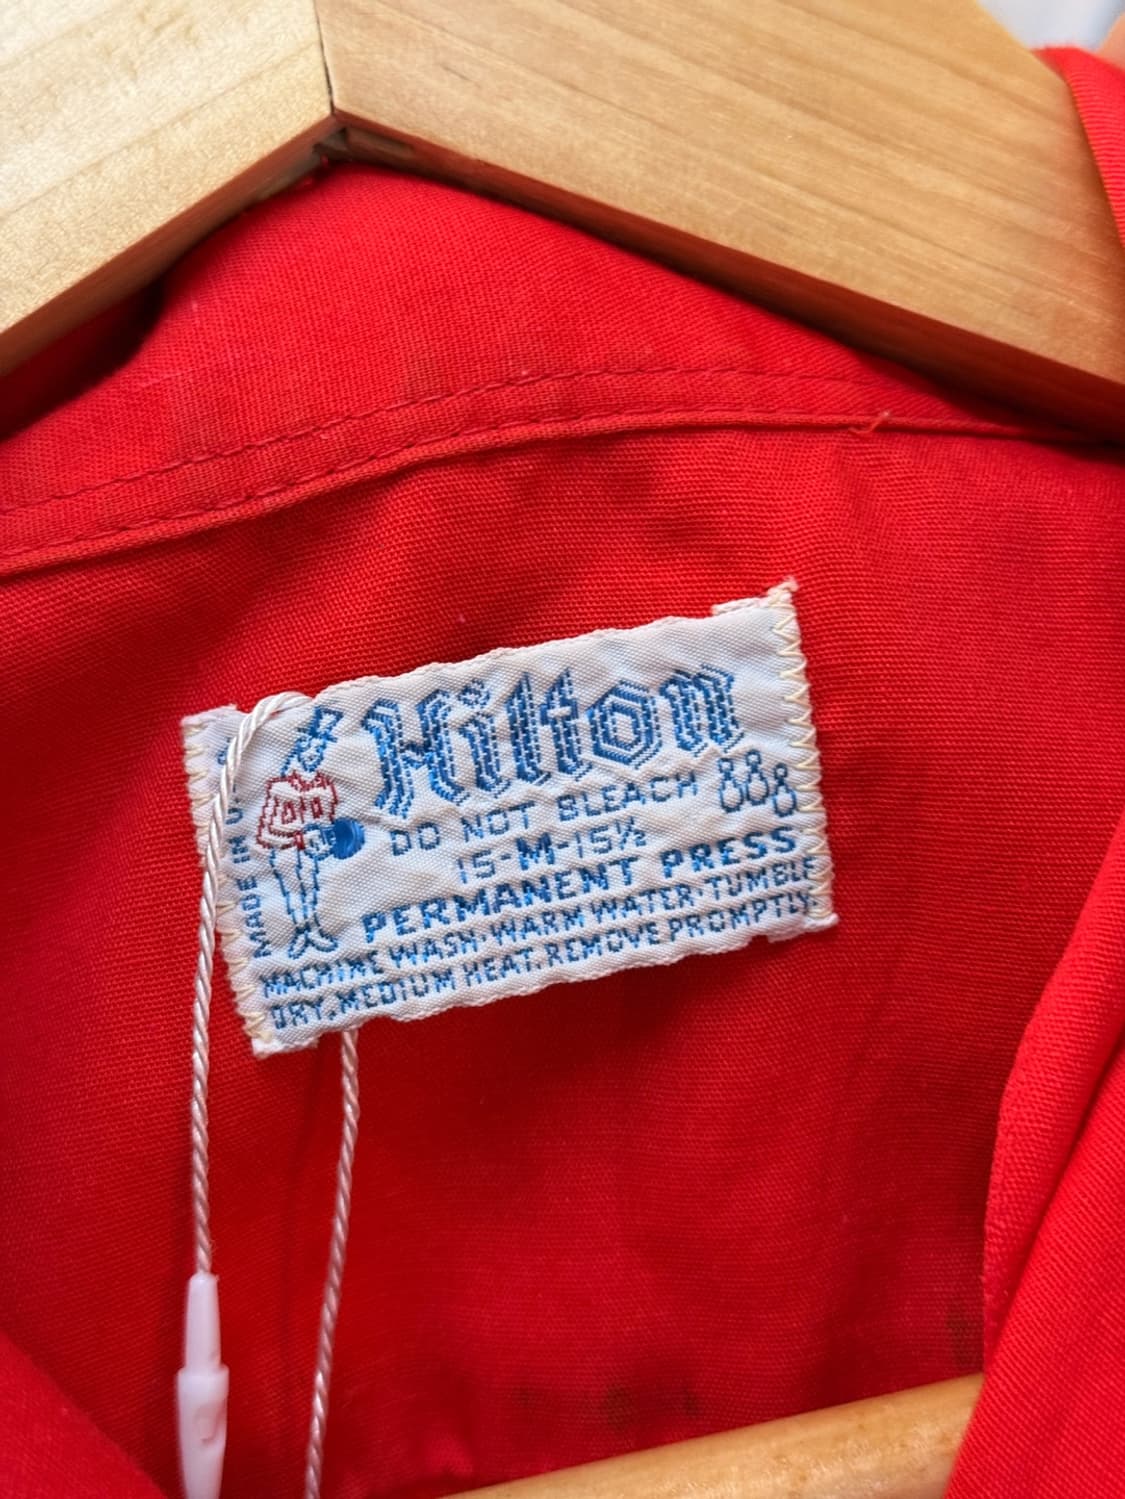 Hilton
DO NOT BLEACH
15-M-15½
PERMANENT PRESS
MACHINE WASH·WARM WATER·TUMBLE
DRY, MEDIUM HEAT. REMOVE PROMPTLY
MADE IN U.